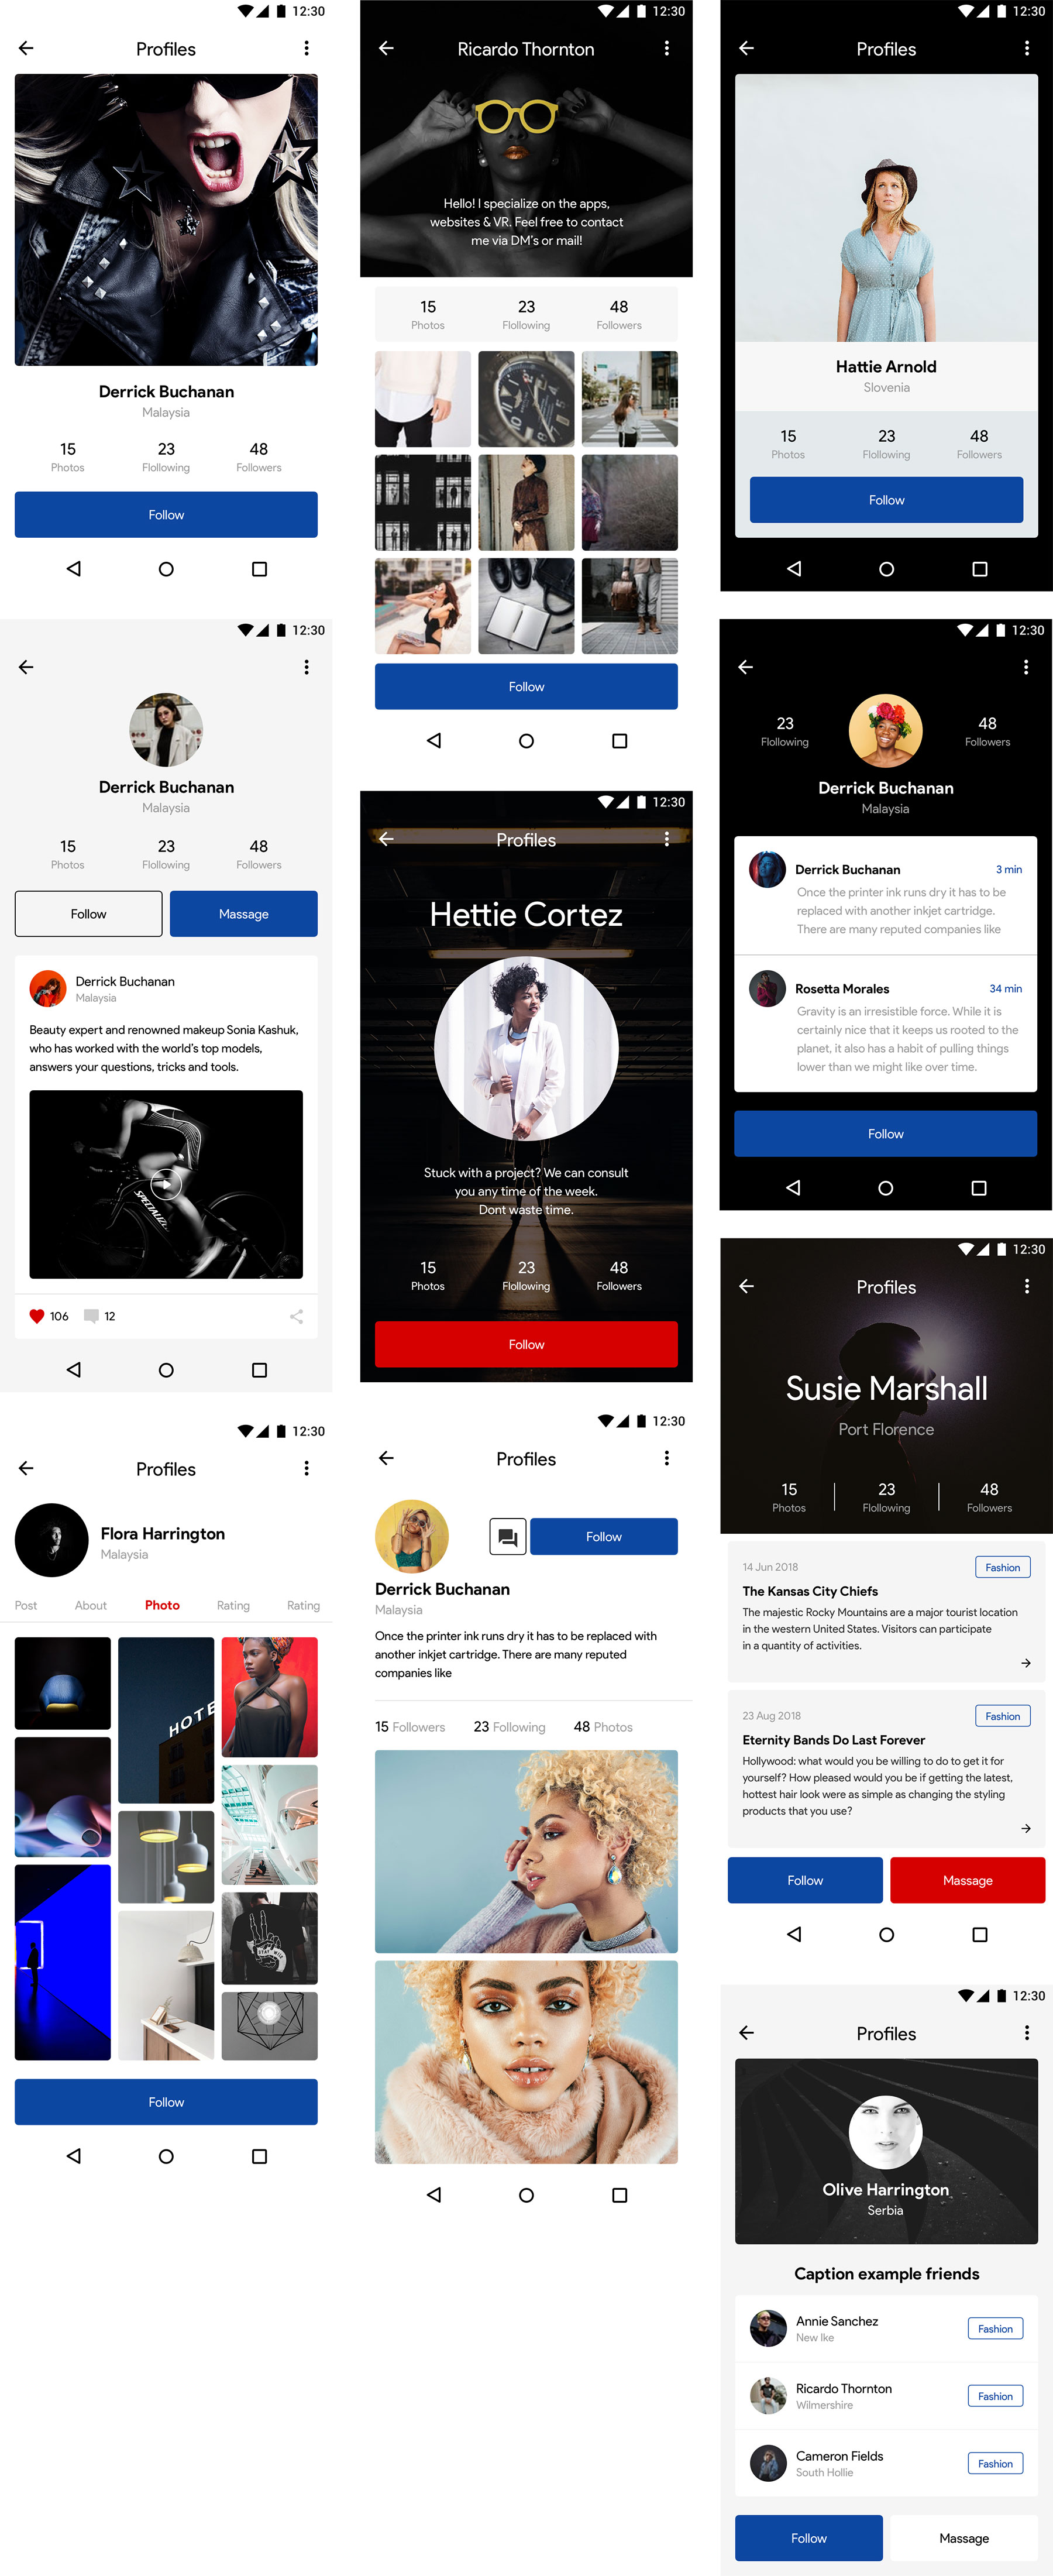 12:30
Profiles
Derrick Buchanan
Malaysia
15 23 48
Photos Flollowing Followers
Follow
12:30
Derrick Buchanan
Malaysia
15 23 48
Photos Flollowing Followers
Follow Massage
Derrick Buchanan
Malaysia
Beauty expert and renowned makeup Sonia Kashuk,
who has worked with the world's top models,
answers your questions, tricks and tools.
SPECIALIZED
106 12
12:30
Profiles
Flora Harrington
Malaysia
Post About Photo Rating Rating
HOTE
Follow
12:30
Ricardo Thornton
Hello! I specialize on the apps,
websites & VR. Feel free to contact
me via DM's or mail!
15 23 48
Photos Flollowing Followers
Follow
12:30
Profiles
Hettie Cortez
Stuck with a project? We can consult
you any time of the week.
Dont waste time.
15 23 48
Photos Flollowing Followers
Follow
12:30
Profiles
Follow
Derrick Buchanan
Malaysia
Once the printer ink runs dry it has to be replaced with
another inkjet cartridge. There are many reputed
companies like
15 Followers 23 Following 48 Photos
12:30
Profiles
Hattie Arnold
Slovenia
15 23 48
Photos Flollowing Followers
Follow
12:30
23 48
Flollowing Followers
Derrick Buchanan
Malaysia
Derrick Buchanan 3 min
Once the printer ink runs dry it has to be
replaced with another inkjet cartridge.
There are many reputed companies like
Rosetta Morales 34 min
Gravity is an irresistible force. While it is
certainly nice that it keeps us rooted to the
planet, it also has a habit of pulling things
lower than we might like over time.
Follow
12:30
Profiles
Susie Marshall
Port Florence
15 23 48
Photos Flollowing Followers
14 Jun 2018 Fashion
The Kansas City Chiefs
The majestic Rocky Mountains are a major tourist location
in the western United States. Visitors can participate
in a quantity of activities.
23 Aug 2018 Fashion
Eternity Bands Do Last Forever
Hollywood: what would you be willing to do to get it for
yourself? How pleased would you be if getting the latest,
hottest hair look were as simple as changing the styling
products that you use?
Follow Massage
12:30
Profiles
Olive Harrington
Serbia
Caption example friends
Annie Sanchez
New Ike
Fashion
Ricardo Thornton
Wilmershire
Fashion
Cameron Fields
South Hollie
Fashion
Follow Massage